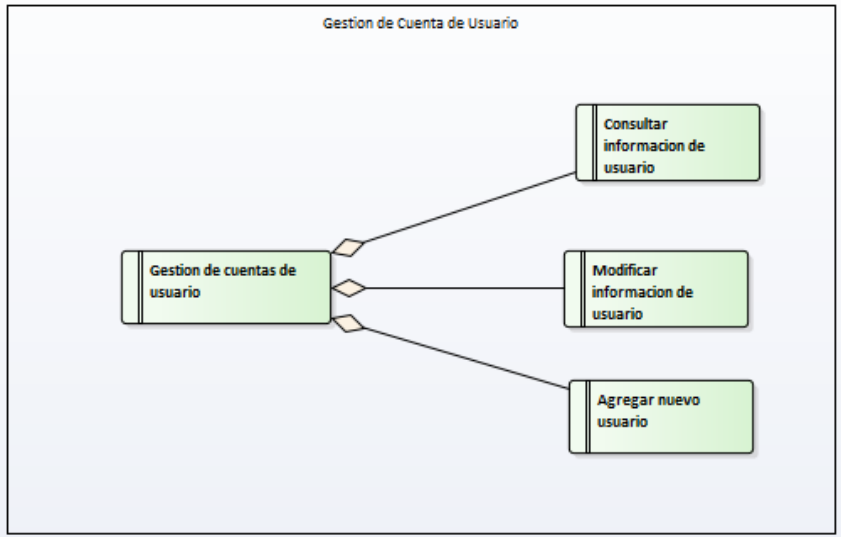 Gestion de Cuenta de Usuario
Consultar
informacion de
usuario
Gestion de cuentas de
usuario
Modificar
informacion de
usuario
Agregar nuevo
usuario